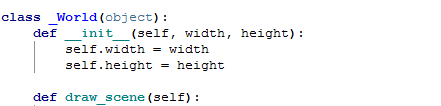 class _World(object):
    def __init__(self, width, height):
        self.width = width
        self.height = height
    def draw_scene(self):